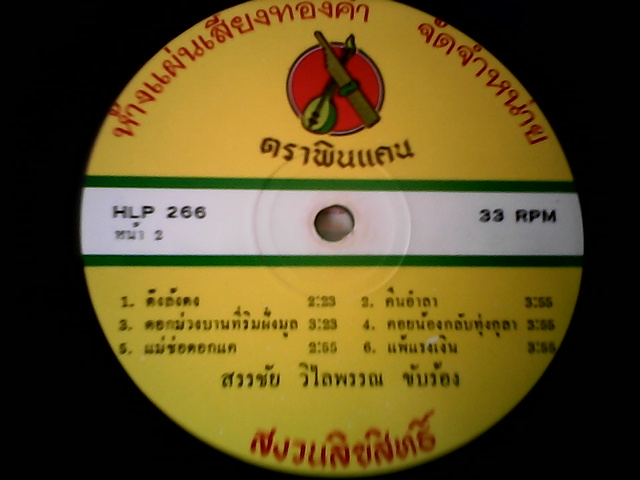 ห้างแผ่นเสียงทองคำ จัดจำหน่าย
ตราพิณแคน
HLP 266 33 RPM
หน้า 2
1. ดังลังดง 2:23 2. คืนอำลา 3:55
3. ดอกม่วงบานที่ริมฝั่งมูล 3:23 4. คอยน้องกลับทุ่งกุลา 3:55
5. แม่ช่อดอกแค 2:55 6. แพ้แรงเงิน 3:55
สรรชัย วิไลพรรณ ขับร้อง
สงวนลิขสิทธิ์